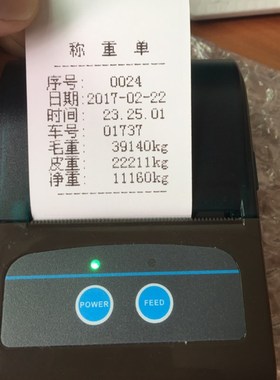 称 重 单
序号: 0024
日期:2017-02-22
时间: 23.25.01
车号: 01737
毛重: 39140kg
皮重: 22211kg
净重: 11160kg
POWER
FEED